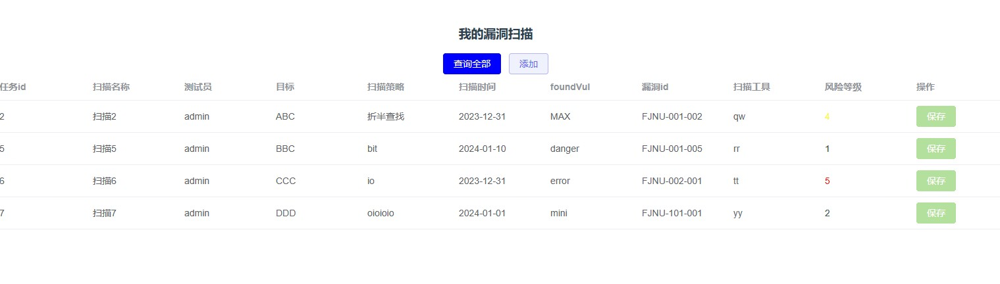 我的漏洞扫描
查询全部 添加
任务id 扫描名称 测试员 目标 扫描策略 扫描时间 foundVul 漏洞id 扫描工具 风险等级 操作
2 扫描2 admin ABC 折半查找 2023-12-31 MAX FJNU-001-002 qw 4 保存
5 扫描5 admin BBC bit 2024-01-10 danger FJNU-001-005 rr 1 保存
6 扫描6 admin CCC io 2023-12-31 error FJNU-002-001 tt 5 保存
7 扫描7 admin DDD oioioio 2024-01-01 mini FJNU-101-001 yy 2 保存